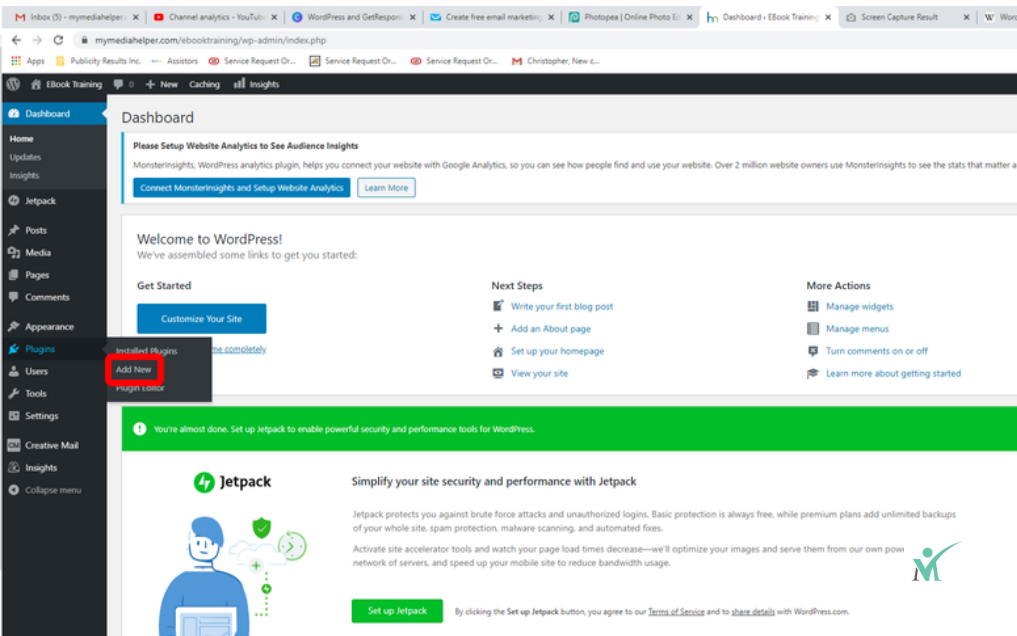 Inbox (5) - mymediahelper.
Channel analytics - YouTub
WordPress and GetRespon
Create free email marketing
Photopea | Online Photo Ed
Dashboard ‹ EBook Training
Screen Capture Result
Word
mymediahelper.com/ebooktraining/wp-admin/index.php
Apps
Publicity Results Inc.
Assistors
Service Request Or...
Service Request Or...
Service Request Or...
Christopher, New c...
EBook Training
0
New
Caching
Insights
Dashboard
Home
Updates
Insights
Jetpack
Posts
Media
Pages
Comments
Appearance
Plugins
Installed Plugins
Add New
Plugin Editor
Users
Tools
Settings
Creative Mail
Insights
Collapse menu
Dashboard
Please Setup Website Analytics to See Audience Insights
MonsterInsights, WordPress analytics plugin, helps you connect your website with Google Analytics, so you can see how people find and use your website. Over 2 million website owners use MonsterInsights to see the stats that matter a
Connect MonsterInsights and Setup Website Analytics
Learn More
Welcome to WordPress!
We've assembled some links to get you started:
Get Started
Customize Your Site
me completely
Next Steps
Write your first blog post
Add an About page
Set up your homepage
View your site
More Actions
Manage widgets
Manage menus
Turn comments on or off
Learn more about getting started
You're almost done. Set up Jetpack to enable powerful security and performance tools for WordPress.
Jetpack
Simplify your site security and performance with Jetpack
Jetpack protects you against brute force attacks and unauthorized logins. Basic protection is always free, while premium plans add unlimited backups
of your whole site, spam protection, malware scanning, and automated fixes.
Activate site accelerator tools and watch your page load times decrease—we'll optimize your images and serve them from our own powe
network of servers, and speed up your mobile site to reduce bandwidth usage.
Set up Jetpack
By clicking the Set up Jetpack button, you agree to our Terms of Service and to share details with WordPress.com.